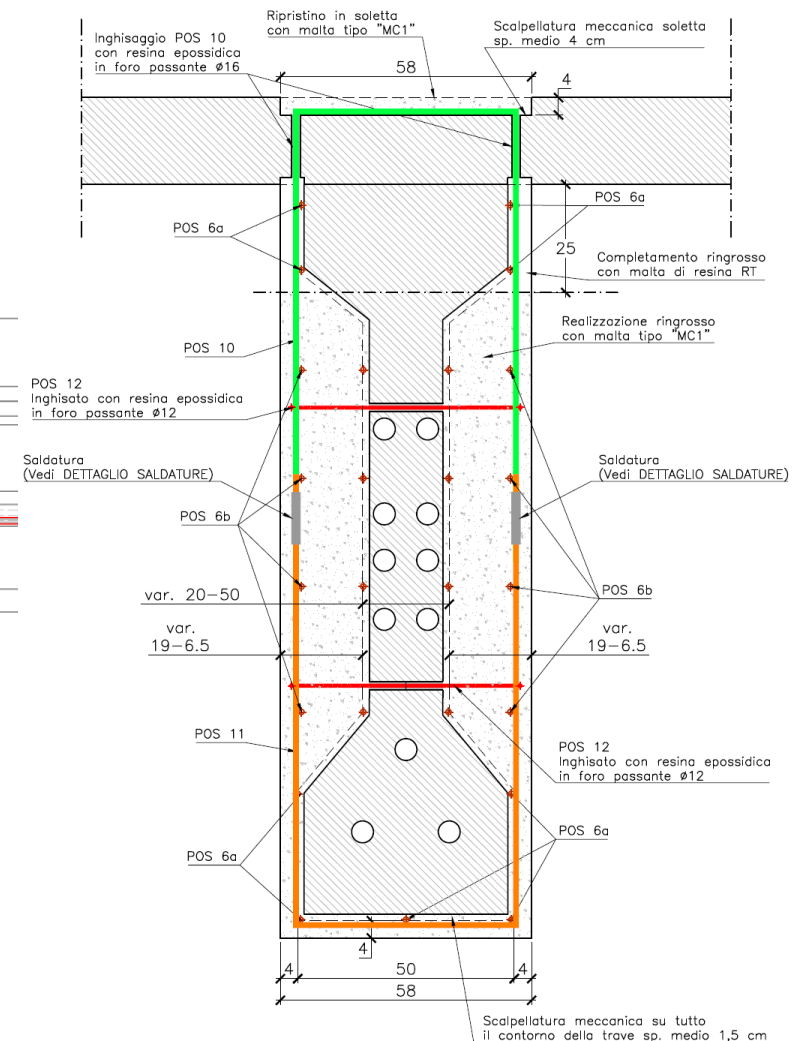 Ripristino in soletta
con malta tipo "MC1"
Scalpellatura meccanica soletta
sp. medio 4 cm
Inghisaggio POS 10
con resina epossidica
in foro passante ø16
58
4
POS 6a
POS 6a
25
Completamento ringrosso
con malta di resina RT
Realizzazione ringrosso
con malta tipo "MC1"
POS 10
POS 12
Inghisato con resina epossidica
in foro passante ø12
Saldatura
(Vedi DETTAGLIO SALDATURE)
Saldatura
(Vedi DETTAGLIO SALDATURE)
POS 6b
var. 20-50
POS 6b
var.
19-6.5
var.
19-6.5
POS 11
POS 12
Inghisato con resina epossidica
in foro passante ø12
POS 6a
POS 6a
4
4
50
4
58
Scalpellatura meccanica su tutto
il contorno della trave sp. medio 1,5 cm